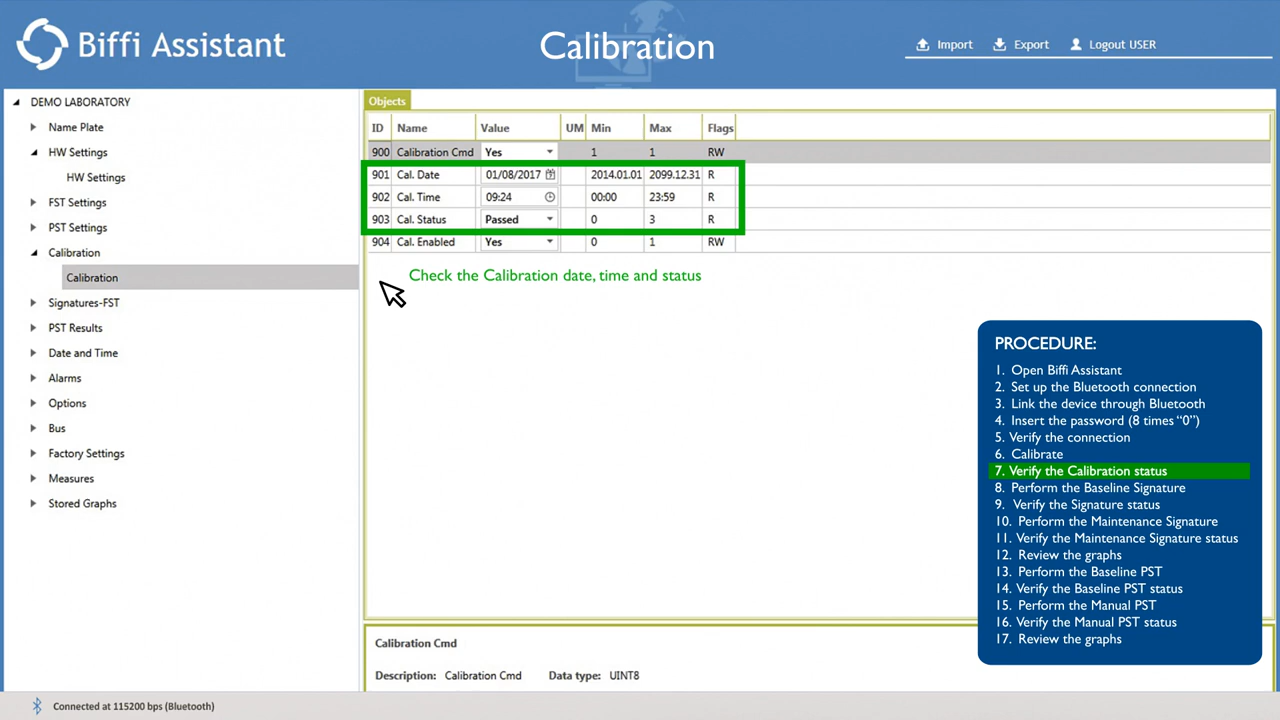 Biffi Assistant
Calibration
Import Export Logout USER
DEMO LABORATORY
Name Plate
HW Settings
HW Settings
FST Settings
PST Settings
Calibration
Calibration
Signatures-FST
PST Results
Date and Time
Alarms
Options
Bus
Factory Settings
Measures
Stored Graphs
Objects
ID Name Value UM Min Max Flags
900 Calibration Cmd Yes 1 1 RW
901 Cal. Date 01/08/2017 2014.01.01 2099.12.31 R
902 Cal. Time 09:24 00:00 23:59 R
903 Cal. Status Passed 0 3 R
904 Cal. Enabled Yes 0 1 RW
Check the Calibration date, time and status
PROCEDURE:
1. Open Biffi Assistant
2. Set up the Bluetooth connection
3. Link the device through Bluetooth
4. Insert the password (8 times “0”)
5. Verify the connection
6. Calibrate
7. Verify the Calibration status
8. Perform the Baseline Signature
9. Verify the Signature status
10. Perform the Maintenance Signature
11. Verify the Maintenance Signature status
12. Review the graphs
13. Perform the Baseline PST
14. Verify the Baseline PST status
15. Perform the Manual PST
16. Verify the Manual PST status
17. Review the graphs
Calibration Cmd
Description: Calibration Cmd Data type: UINT8
Connected at 115200 bps (Bluetooth)